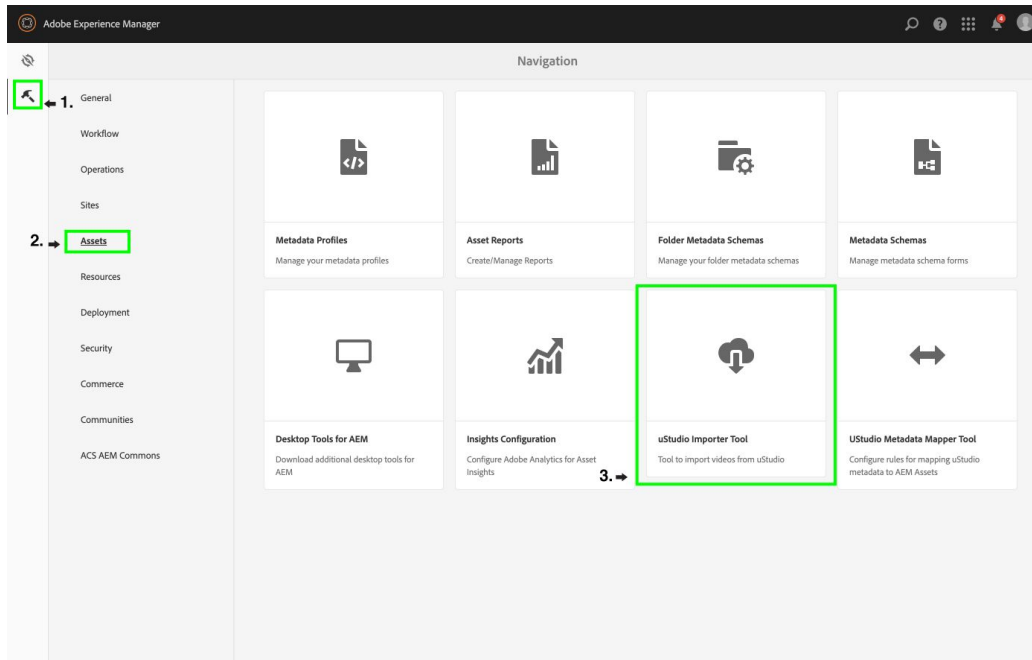 Adobe Experience Manager
4
Navigation
1.
General
Workflow
Operations
Sites
2.
Assets
Resources
Deployment
Security
Commerce
Communities
ACS AEM Commons
</>
Metadata Profiles
Manage your metadata profiles
Asset Reports
Create/Manage Reports
Folder Metadata Schemas
Manage your folder metadata schemas
Metadata Schemas
Manage metadata schema forms
Desktop Tools for AEM
Download additional desktop tools for
AEM
Insights Configuration
Configure Adobe Analytics for Asset
Insights
3.
uStudio Importer Tool
Tool to import videos from uStudio
UStudio Metadata Mapper Tool
Configure rules for mapping uStudio
metadata to AEM Assets